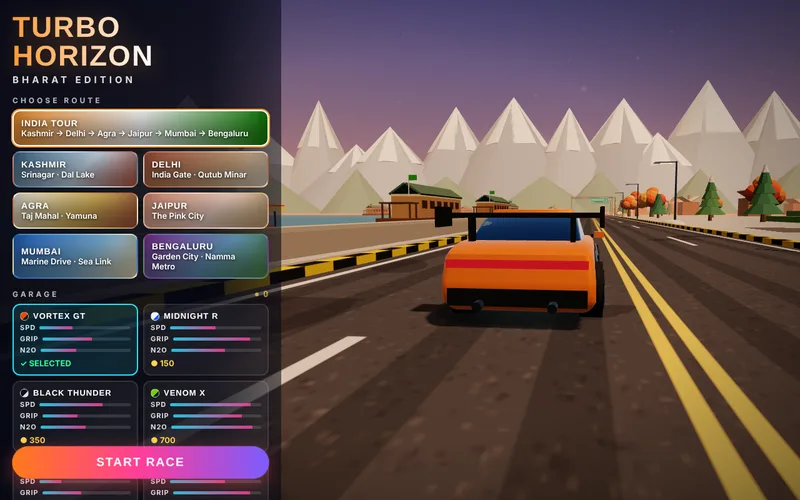 TURBO
HORIZON
BHARAT EDITION
CHOOSE ROUTE
INDIA TOUR
Kashmir → Delhi → Agra → Jaipur → Mumbai → Bengaluru
KASHMIR
Srinagar · Dal Lake
DELHI
India Gate · Qutub Minar
AGRA
Taj Mahal · Yamuna
JAIPUR
The Pink City
MUMBAI
Marine Drive · Sea Link
BENGALURU
Garden City · Namma
Metro
GARAGE
0
VORTEX GT
SPD
GRIP
N2O
✓ SELECTED
MIDNIGHT R
SPD
GRIP
N2O
150
BLACK THUNDER
SPD
GRIP
N2O
350
VENOM X
SPD
GRIP
N2O
700
START RACE
SPD
GRIP
SPD
GRIP